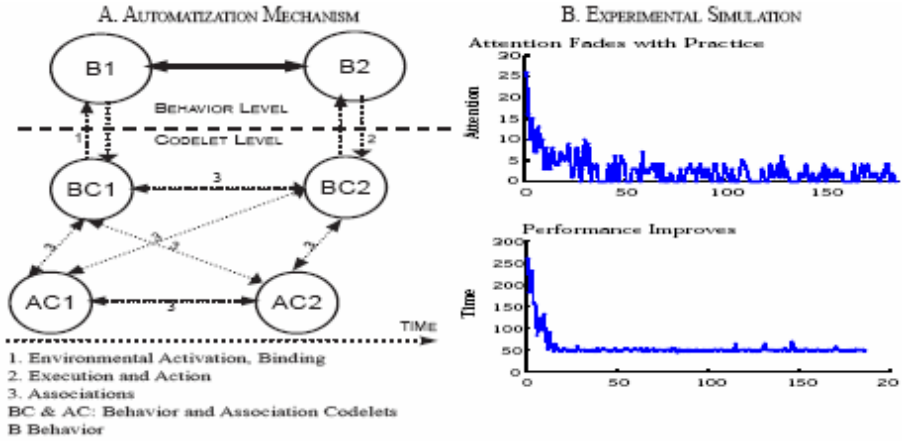 A. AUTOMATIZATION MECHANISM
B1
B2
BEHAVIOR LEVEL
CODELET LEVEL
1
2
BC1
3
BC2
3
3
3
3
AC1
3
AC2
TIME
1. Environmental Activation, Binding
2. Execution and Action
3. Associations
BC & AC: Behavior and Association Codelets
B Behavior
B. EXPERIMENTAL SIMULATION
Attention Fades with Practice
Attention
30
25
20
15
10
5
0
0
50
100
150
Performance Improves
Time
300
250
200
150
100
50
0
0
50
100
150
20